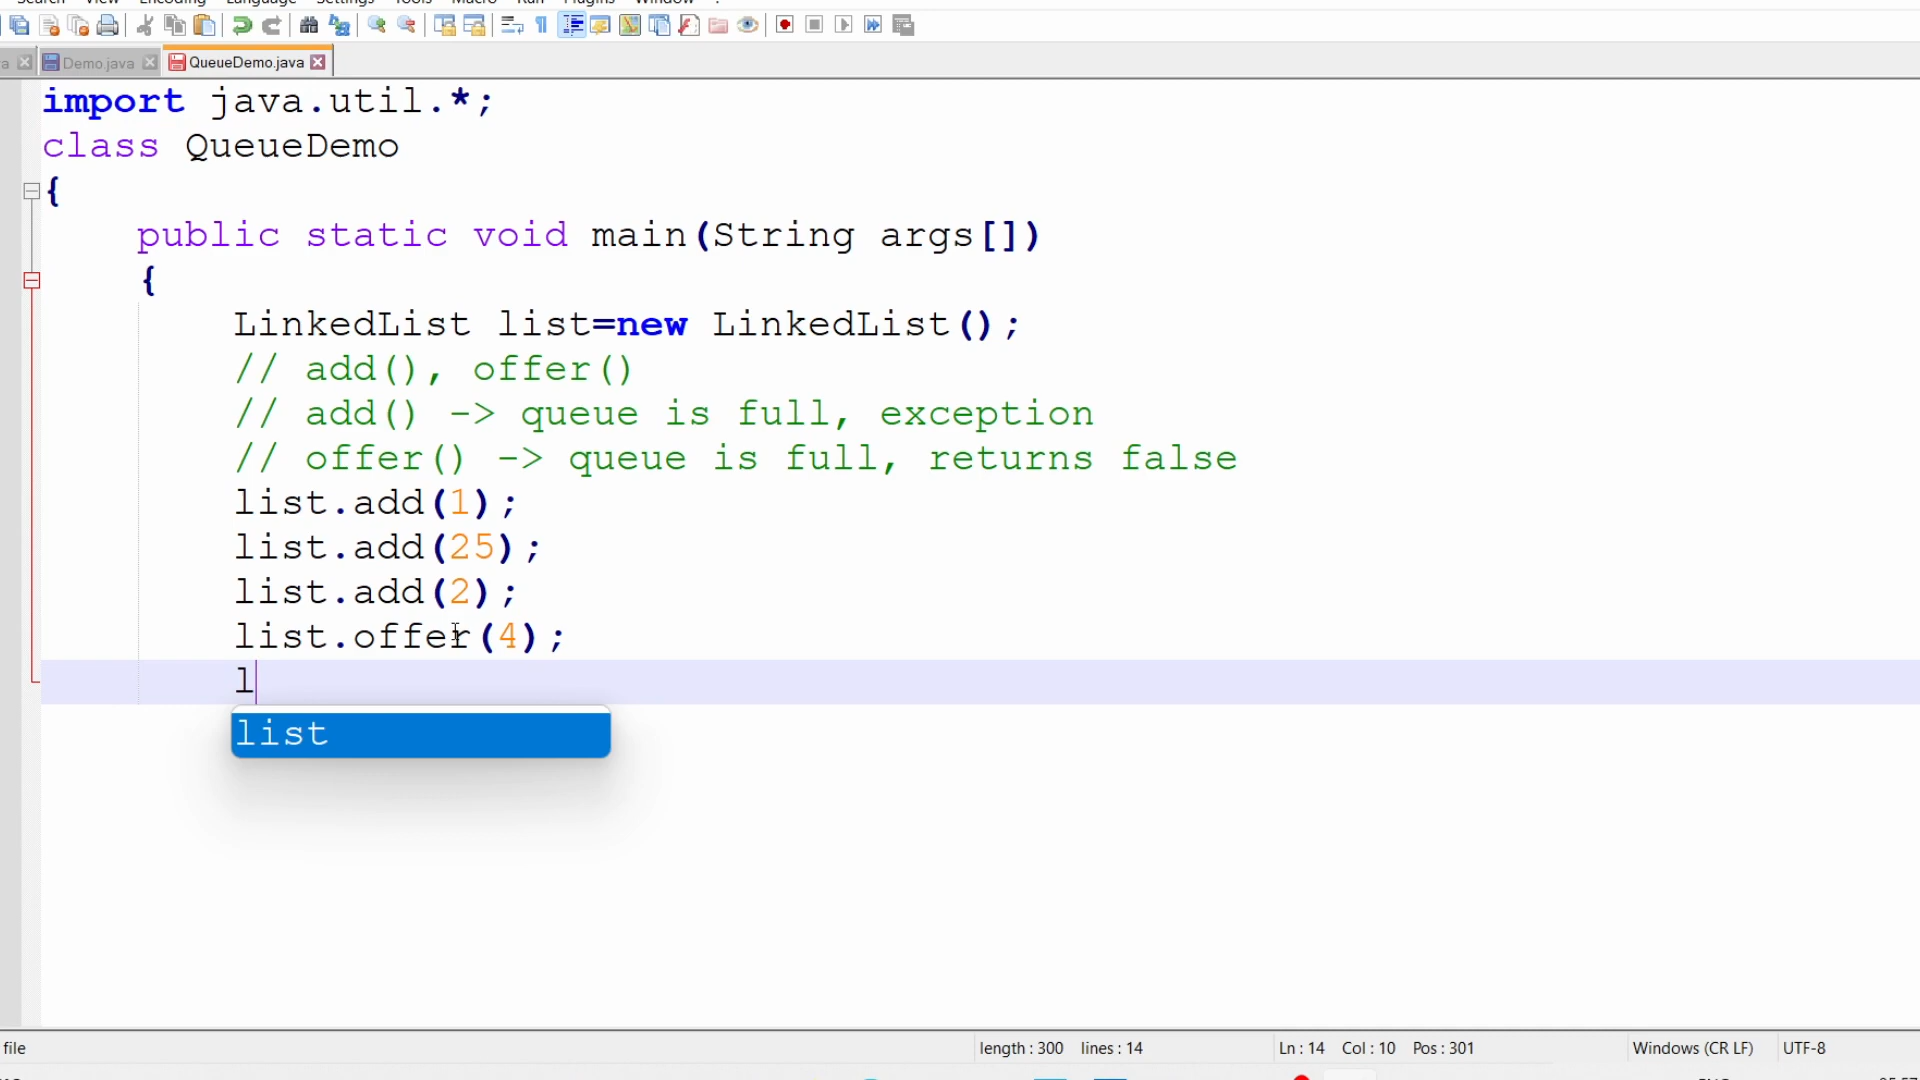 Search View Encoding Language Settings Tools Macro Run Plugins Window ?
a Demo.java QueueDemo.java
import java.util.*;
class QueueDemo
{
public static void main(String args[])
{
LinkedList list=new LinkedList();
// add(), offer()
// add() -> queue is full, exception
// offer() -> queue is full, returns false
list.add(1);
list.add(25);
list.add(2);
list.offer(4);
l
list
file length : 300 lines : 14 Ln : 14 Col : 10 Pos : 301 Windows (CR LF) UTF-8